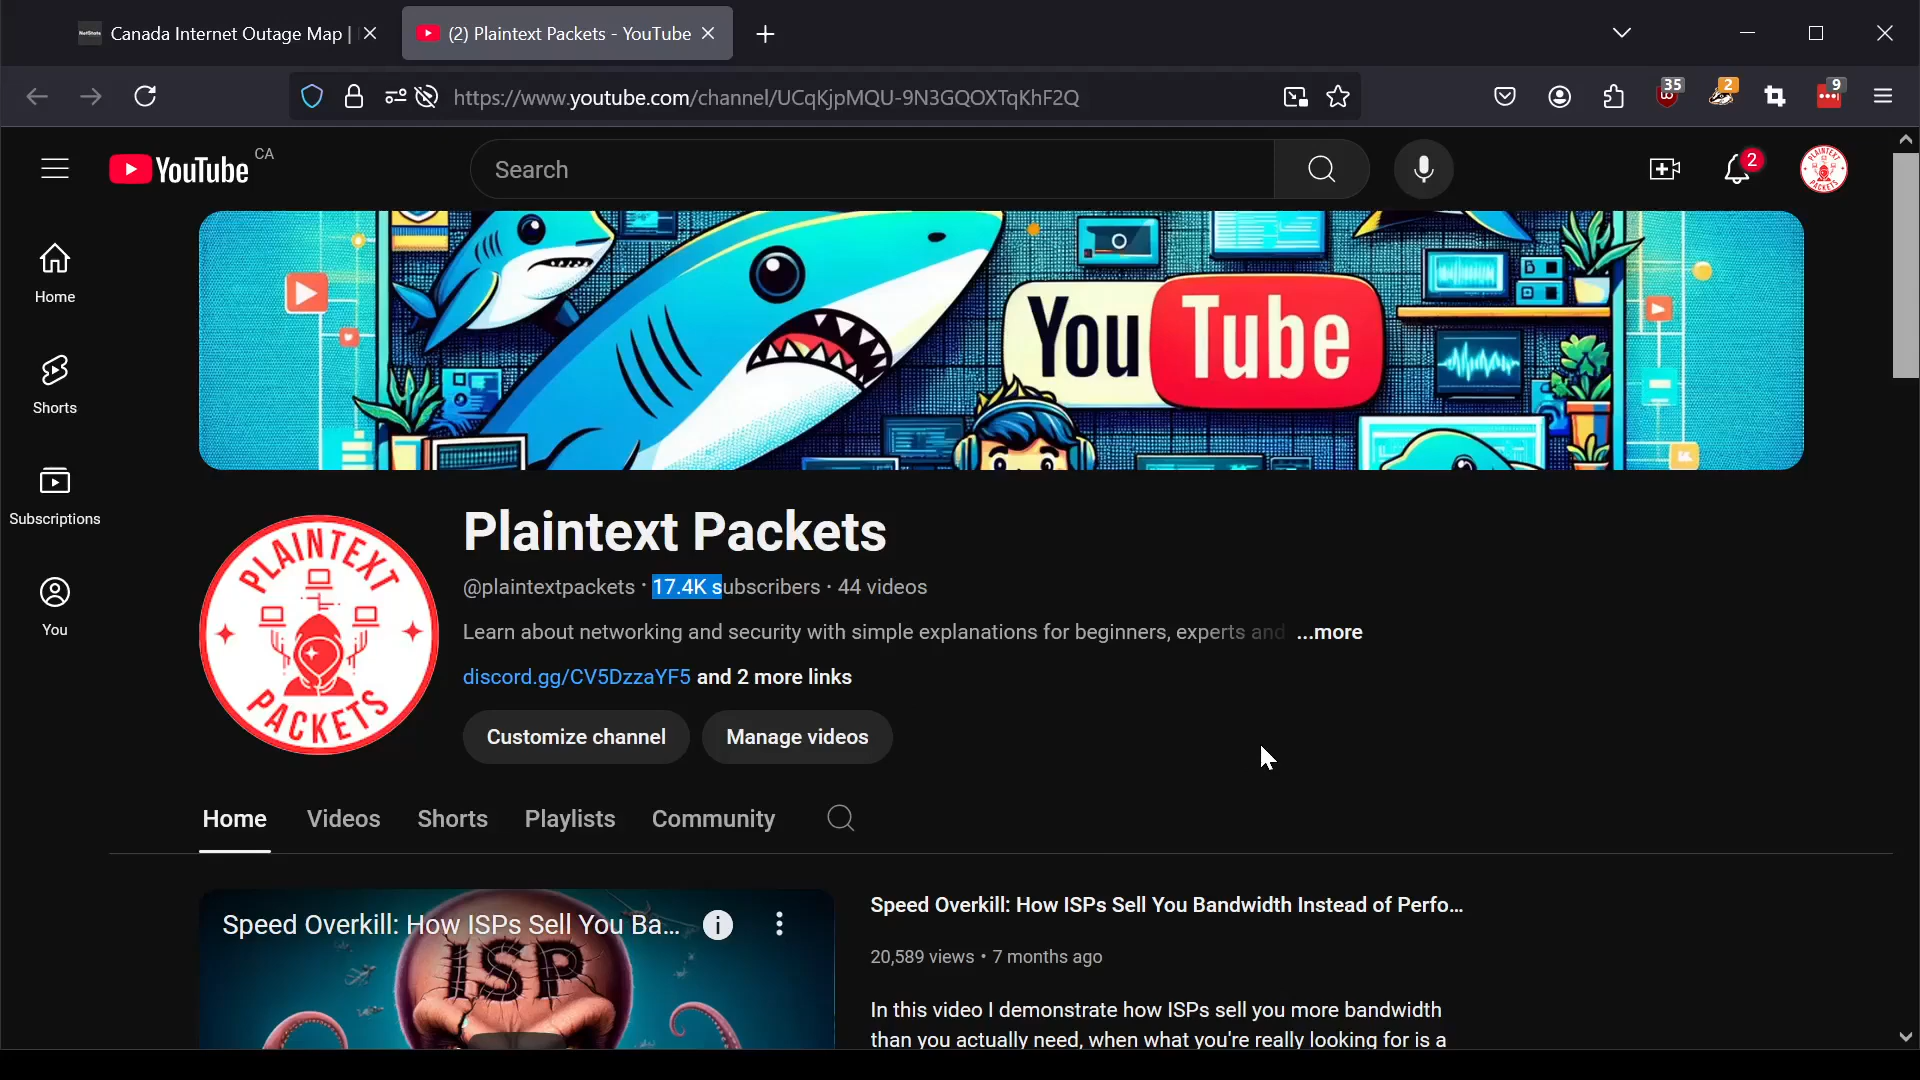 Canada Internet Outage Map |
(2) Plaintext Packets - YouTube
https://www.youtube.com/channel/UCqKjpMQU-9N3GQOXTqKhF2Q
35
2
9
YouTube CA
Search
2
PLAINTEXT PACKETS
Home
Shorts
Subscriptions
You
You Tube
PLAINTEXT
PACKETS
Plaintext Packets
@plaintextpackets · 17.4K subscribers · 44 videos
Learn about networking and security with simple explanations for beginners, experts and ...more
discord.gg/CV5DzzaYF5 and 2 more links
Customize channel
Manage videos
Home
Videos
Shorts
Playlists
Community
Speed Overkill: How ISPs Sell You Ba...
ISP
Speed Overkill: How ISPs Sell You Bandwidth Instead of Perfo...
20,589 views • 7 months ago
In this video I demonstrate how ISPs sell you more bandwidth
than you actually need, when what you're really looking for is a